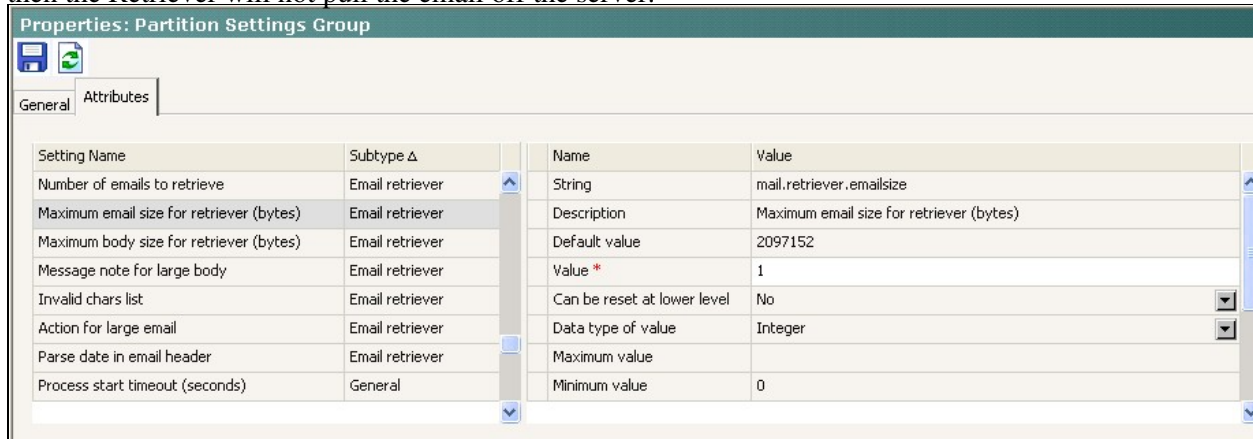 then the Retriever will not pull the email off the server.
Properties: Partition Settings Group
General Attributes
Setting Name Subtype Δ Name Value
Number of emails to retrieve Email retriever String mail.retriever.emailsize
Maximum email size for retriever (bytes) Email retriever Description Maximum email size for retriever (bytes)
Maximum body size for retriever (bytes) Email retriever Default value 2097152
Message note for large body Email retriever Value * 1
Invalid chars list Email retriever Can be reset at lower level No
Action for large email Email retriever Data type of value Integer
Parse date in email header Email retriever Maximum value
Process start timeout (seconds) General Minimum value 0